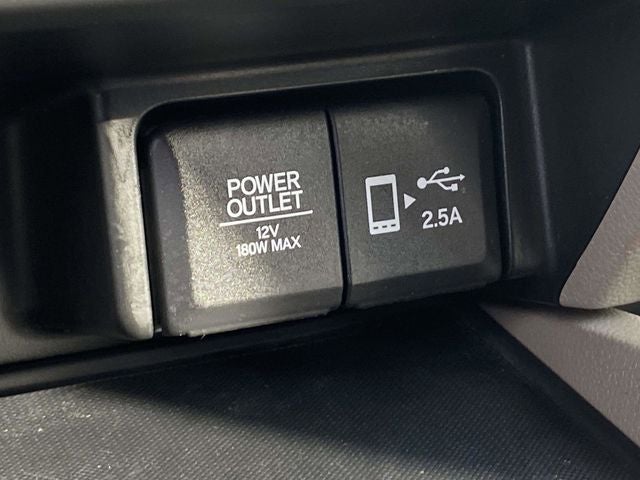 POWER
OUTLET
12V
180W MAX
2.5A